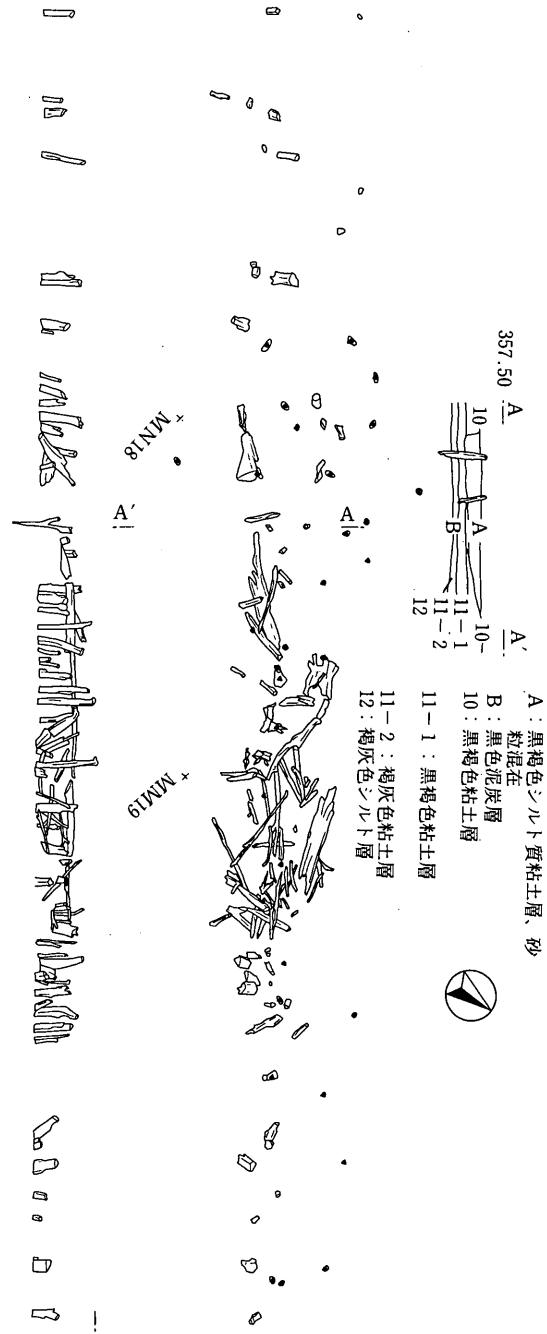 357.50 A A′
10 A 10-
B 11-1
11-2
12
A：黒褐色シルト質粘土層、砂
粒混在
B：黒色泥炭層
10：黒褐色粘土層
11-1：黒褐色粘土層
11-2：褐灰色粘土層
12：褐灰色シルト層
A
A′
MN18
MM19